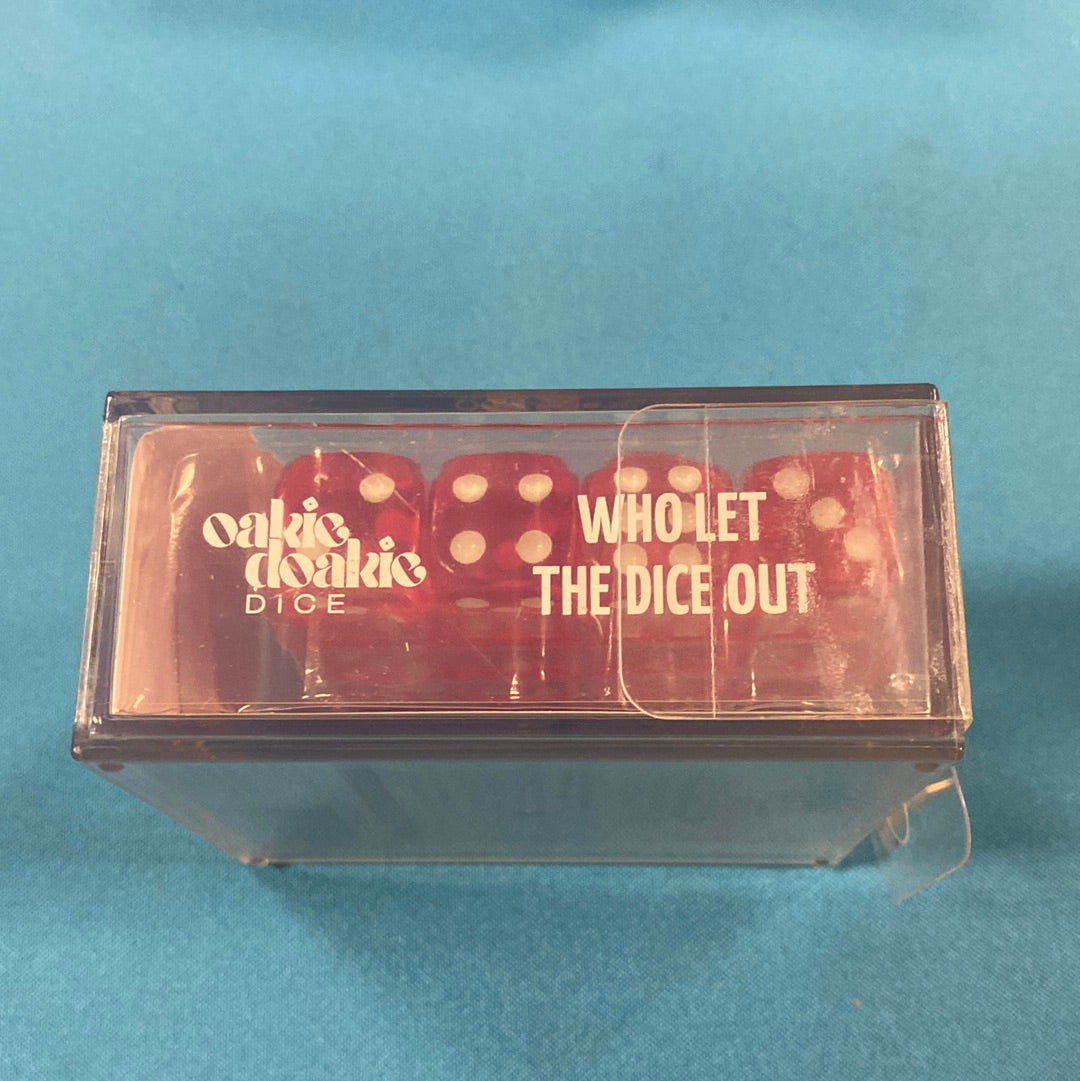 oakie
doakie
DICE
WHO LET
THE DICE OUT